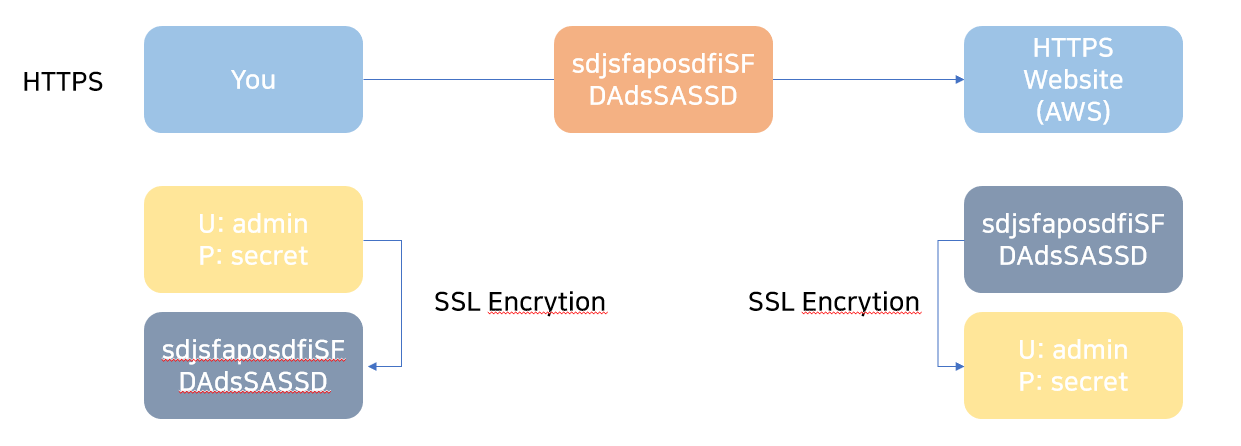 HTTPS
You
sdjsfaposdfiSF
DAdsSASSD
HTTPS
Website
(AWS)
U: admin
P: secret
SSL Encrytion
sdjsfaposdfiSF
DAdsSASSD
sdjsfaposdfiSF
DAdsSASSD
SSL Encrytion
U: admin
P: secret